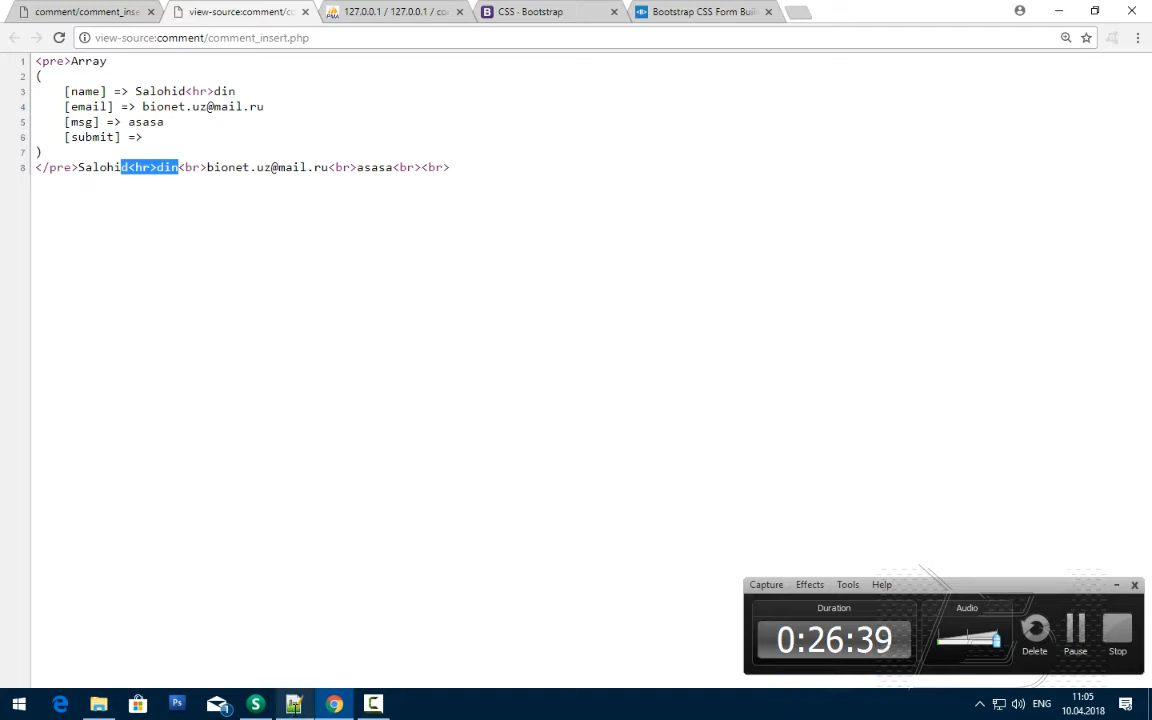 comment/comment_inse
view-source:comment/co
127.0.0.1 / 127.0.0.1 / co
CSS · Bootstrap
Bootstrap CSS Form Buil
view-source:comment/comment_insert.php
1 <pre>Array
2 (
3 [name] => Salohid<hr>din
4 [email] => bionet.uz@mail.ru
5 [msg] => asasa
6 [submit] =>
7 )
8 </pre>Salohid<hr>din<br>bionet.uz@mail.ru<br>asasa<br><br>
Capture Effects Tools Help
Duration Audio
0:26:39
Delete Pause Stop
ENG
11:05
10.04.2018